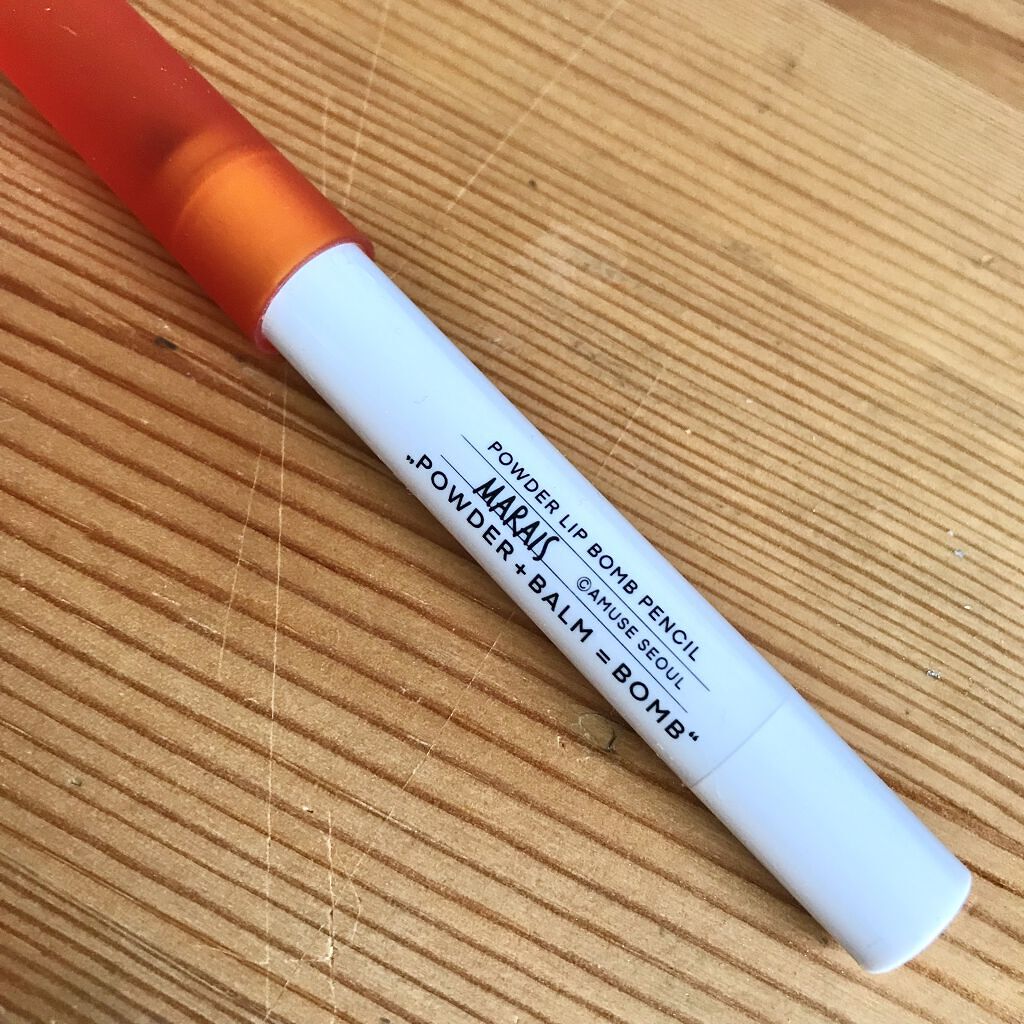 POWDER LIP BOMB PENCIL
MARAIS ©AMUSE SEOUL
„POWDER + BALM = BOMB“